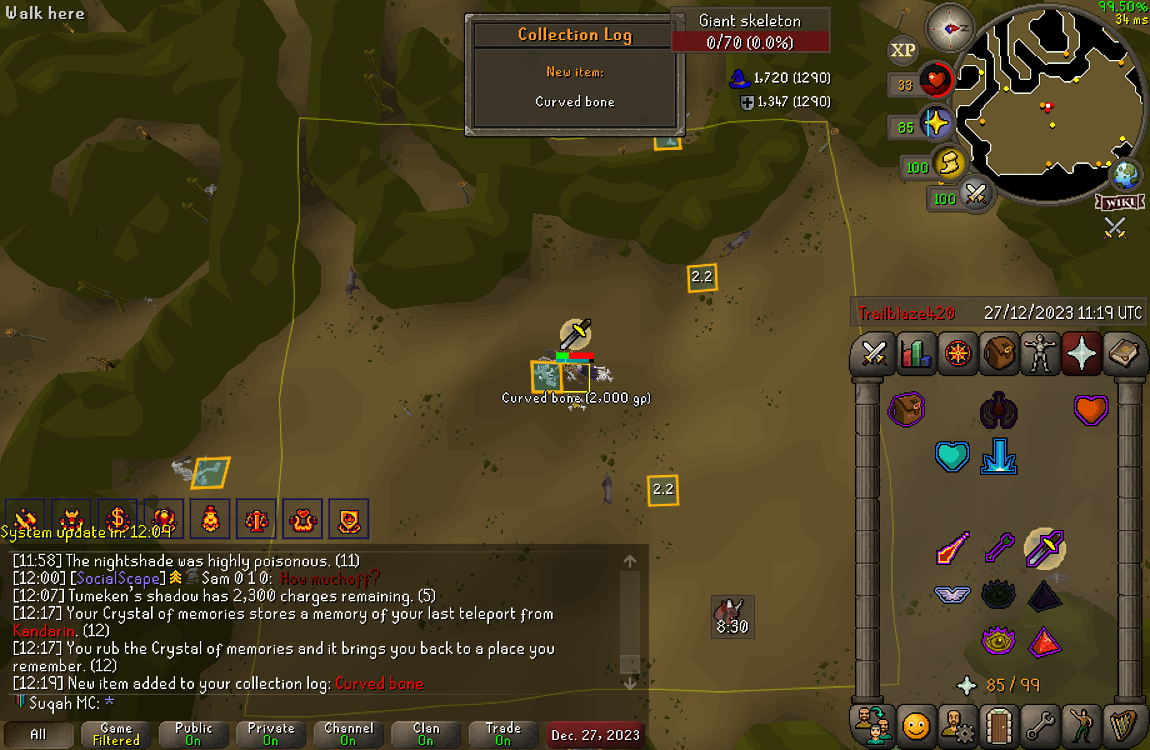 Walk here
Collection Log
New item:
Curved bone
Giant skeleton
0/70 (0.0%)
1,720 (1290)
1,347 (1290)
99.50%
34 ms
XP
33
85
100
100
WIKI
2.2
Curved bone (2,000 gp)
2.2
Trailblaze420
27/12/2023 11:19 UTC
System update in: 12:09
[11:58] The nightshade was highly poisonous. (11)
[12:00] [SocialScape] Sam 0 1 0: How muchoff?
[12:07] Tumeken's shadow has 2,300 charges remaining. (5)
[12:17] Your Crystal of memories stores a memory of your last teleport from
Kandarin. (12)
[12:17] You rub the Crystal of memories and it brings you back to a place you
remember. (12)
[12:19] New item added to your collection log: Curved bone
Suqah MC: *
8:30
85 / 99
All
Game
Filtered
Public
On
Private
On
Channel
On
Clan
On
Trade
On
Dec. 27, 2023